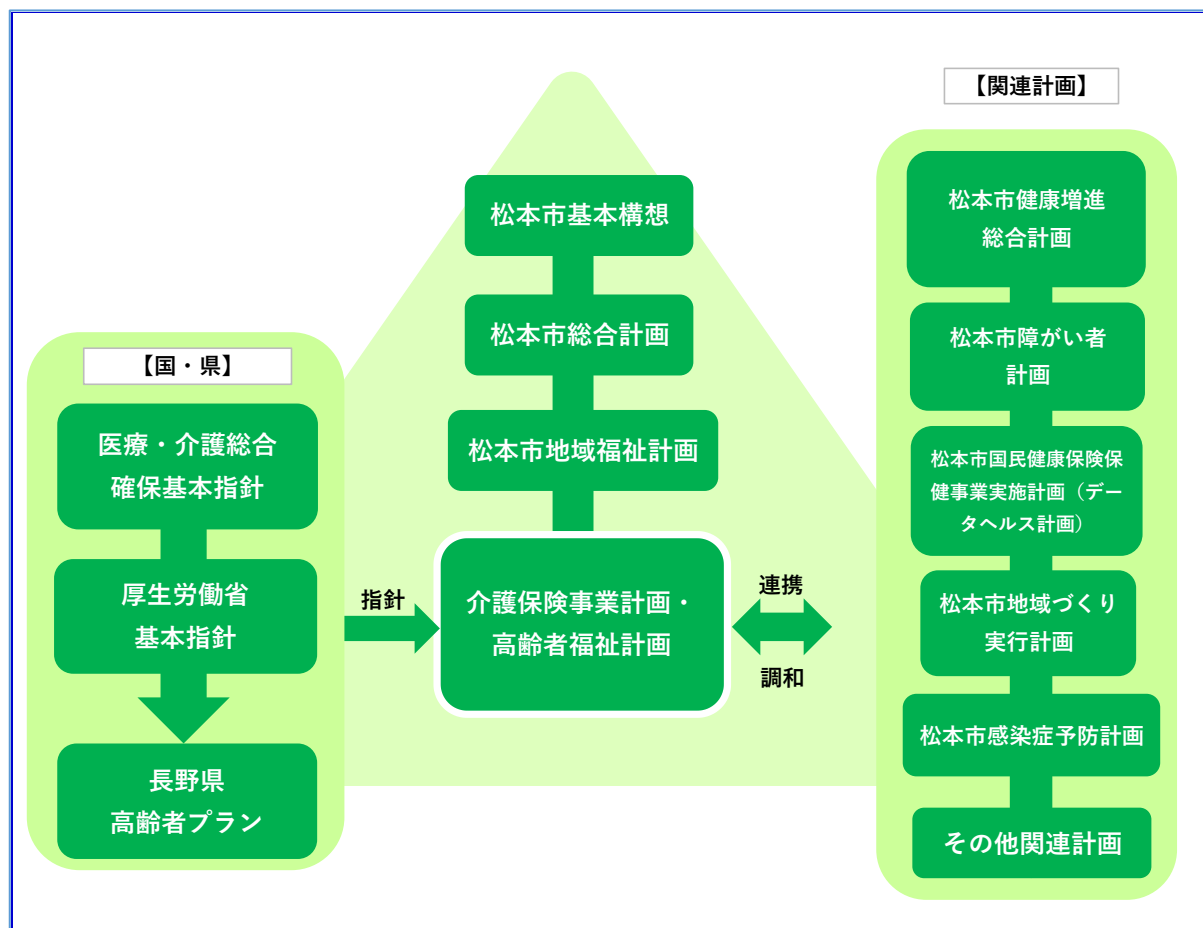 【国・県】
医療・介護総合
確保基本指針
厚生労働省
基本指針
長野県
高齢者プラン
指針
松本市基本構想
松本市総合計画
松本市地域福祉計画
介護保険事業計画・
高齢者福祉計画
連携
調和
【関連計画】
松本市健康増進
総合計画
松本市障がい者
計画
松本市国民健康保険保
健事業実施計画（デー
タヘルス計画）
松本市地域づくり
実行計画
松本市感染症予防計画
その他関連計画